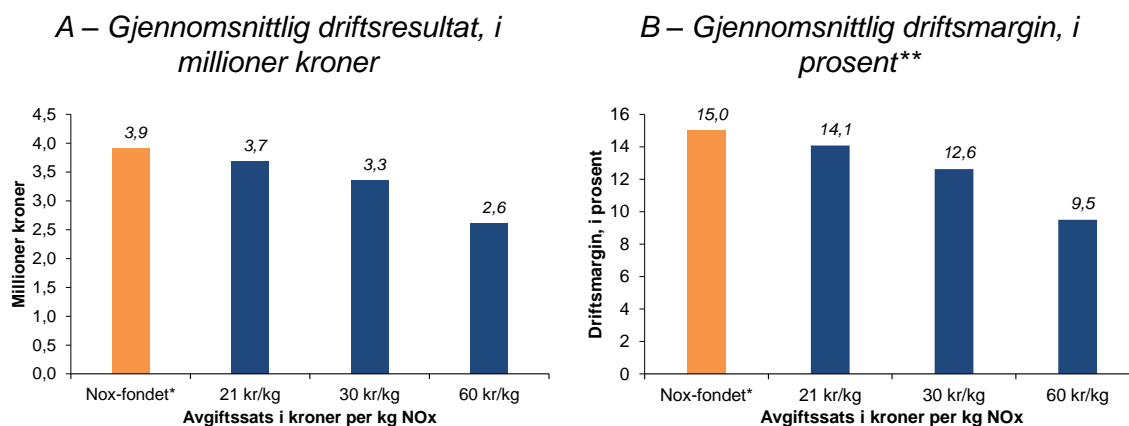 A – Gjennomsnittlig driftsresultat, i
millioner kroner
4,5
4,0
3,5
3,0
2,5
2,0
1,5
1,0
0,5
0,0
Millioner kroner
3,9
3,7
3,3
2,6
Nox-fondet*
21 kr/kg
30 kr/kg
60 kr/kg
Avgiftssats i kroner per kg NOx
B – Gjennomsnittlig driftsmargin, i
prosent**
16
14
12
10
8
6
4
2
0
Driftsmargin, i prosent
15,0
14,1
12,6
9,5
Nox-fondet*
21 kr/kg
30 kr/kg
60 kr/kg
Avgiftssats i kroner per kg NOx